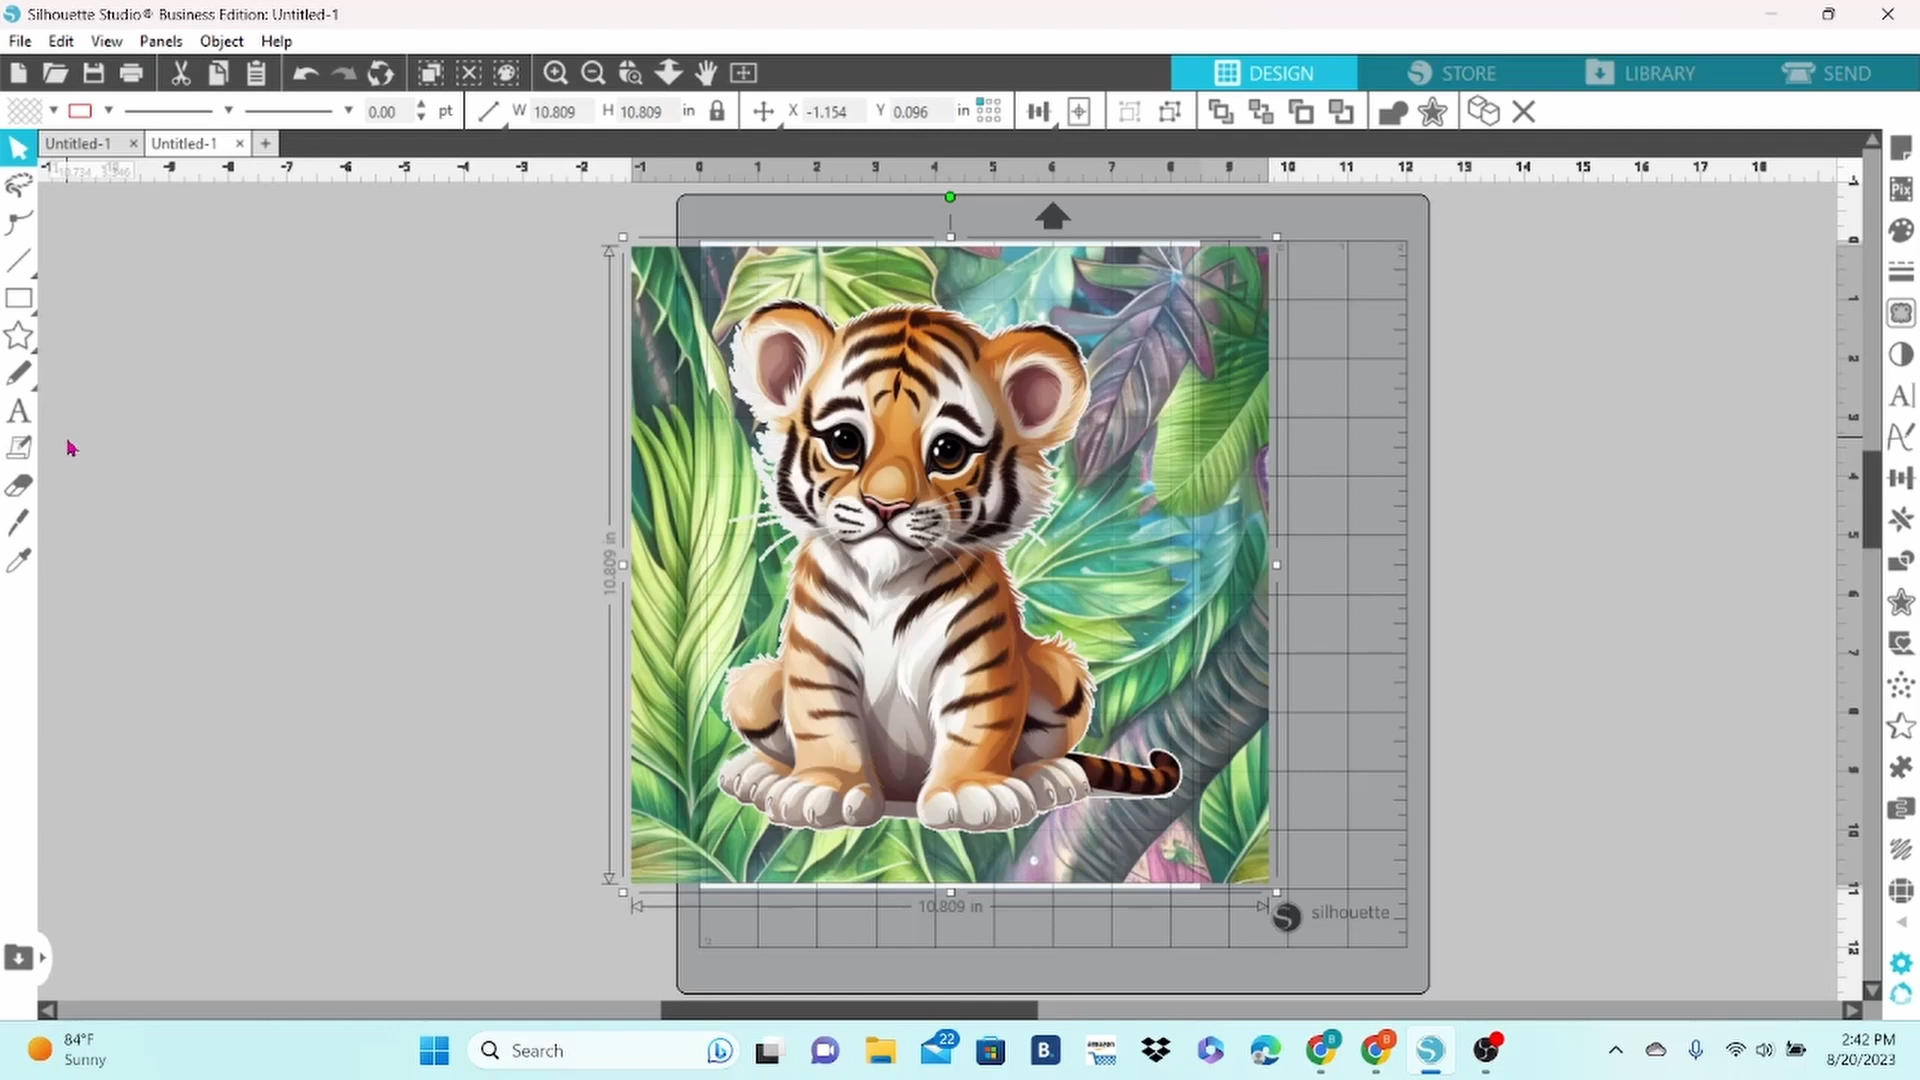 Silhouette Studio® Business Edition: Untitled-1
File Edit View Panels Object Help
DESIGN STORE LIBRARY SEND
0.00 pt W 10.809 H 10.809 in X -1.154 Y 0.096 in
Untitled-1 Untitled-1
-9 -8 -7 -6 -5 -4 -3 -2 -1 0 1 2 3 4 5 6 7 8 9 10 11 12 13 14 15 16 17 18
Pix
A
A
10.809 in
10.809 in
silhouette
84°F
Sunny
Search
22
B.
amazon
2:42 PM
8/20/2023